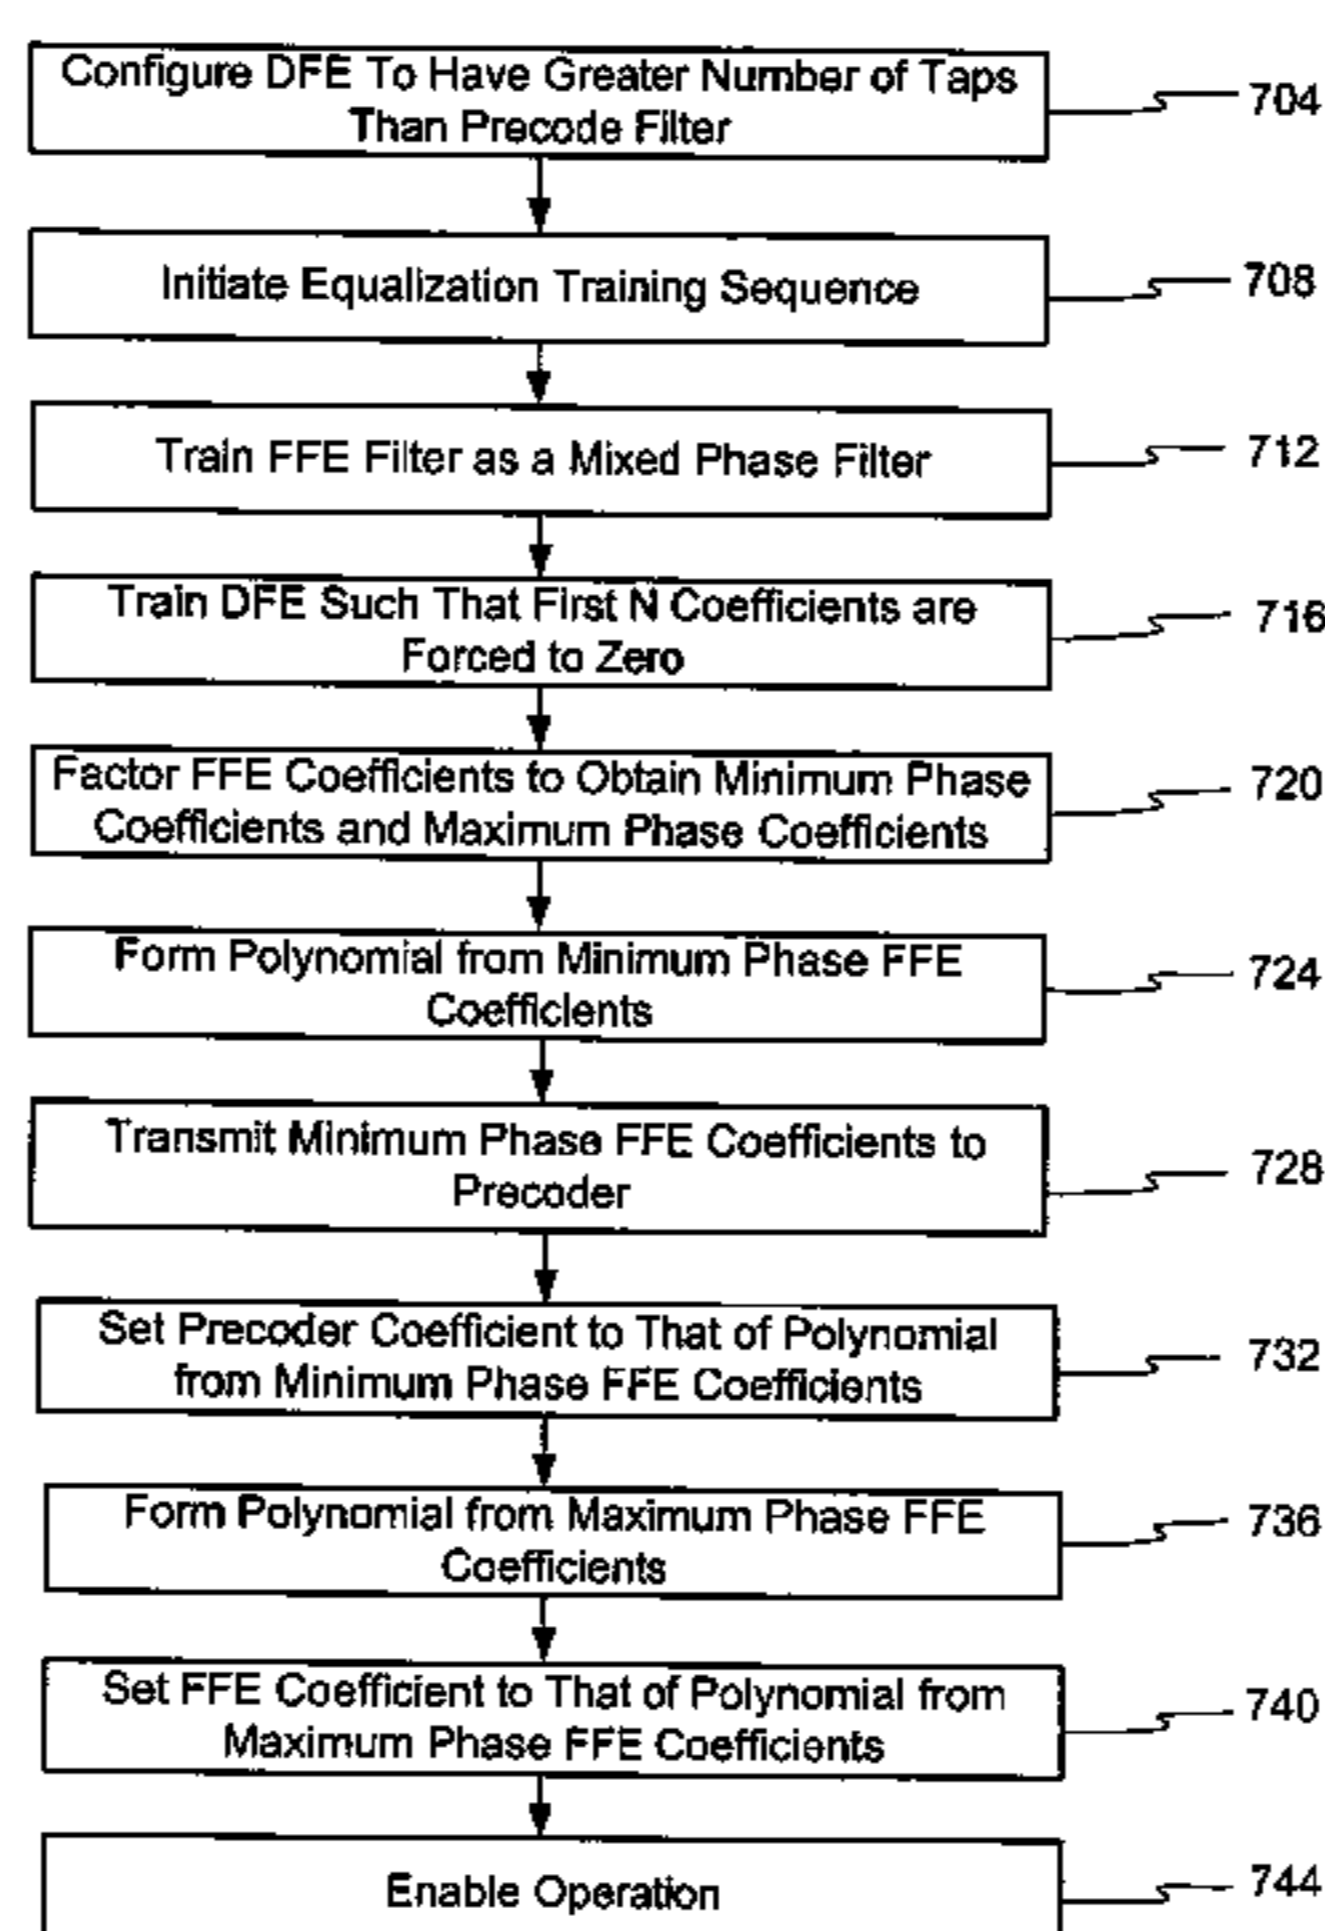 Configure DFE To Have Greater Number of Taps
Than Precode Filter
704
Initiate Equalization Training Sequence
708
Train FFE Filter as a Mixed Phase Filter
712
Train DFE Such That First N Coefficients are
Forced to Zero
716
Factor FFE Coefficients to Obtain Minimum Phase
Coefficients and Maximum Phase Coefficients
720
Form Polynomial from Minimum Phase FFE
Coefficients
724
Transmit Minimum Phase FFE Coefficients to
Precoder
728
Set Precoder Coefficient to That of Polynomial
from Minimum Phase FFE Coefficients
732
Form Polynomial from Maximum Phase FFE
Coefficients
736
Set FFE Coefficient to That of Polynomial from
Maximum Phase FFE Coefficients
740
Enable Operation
744